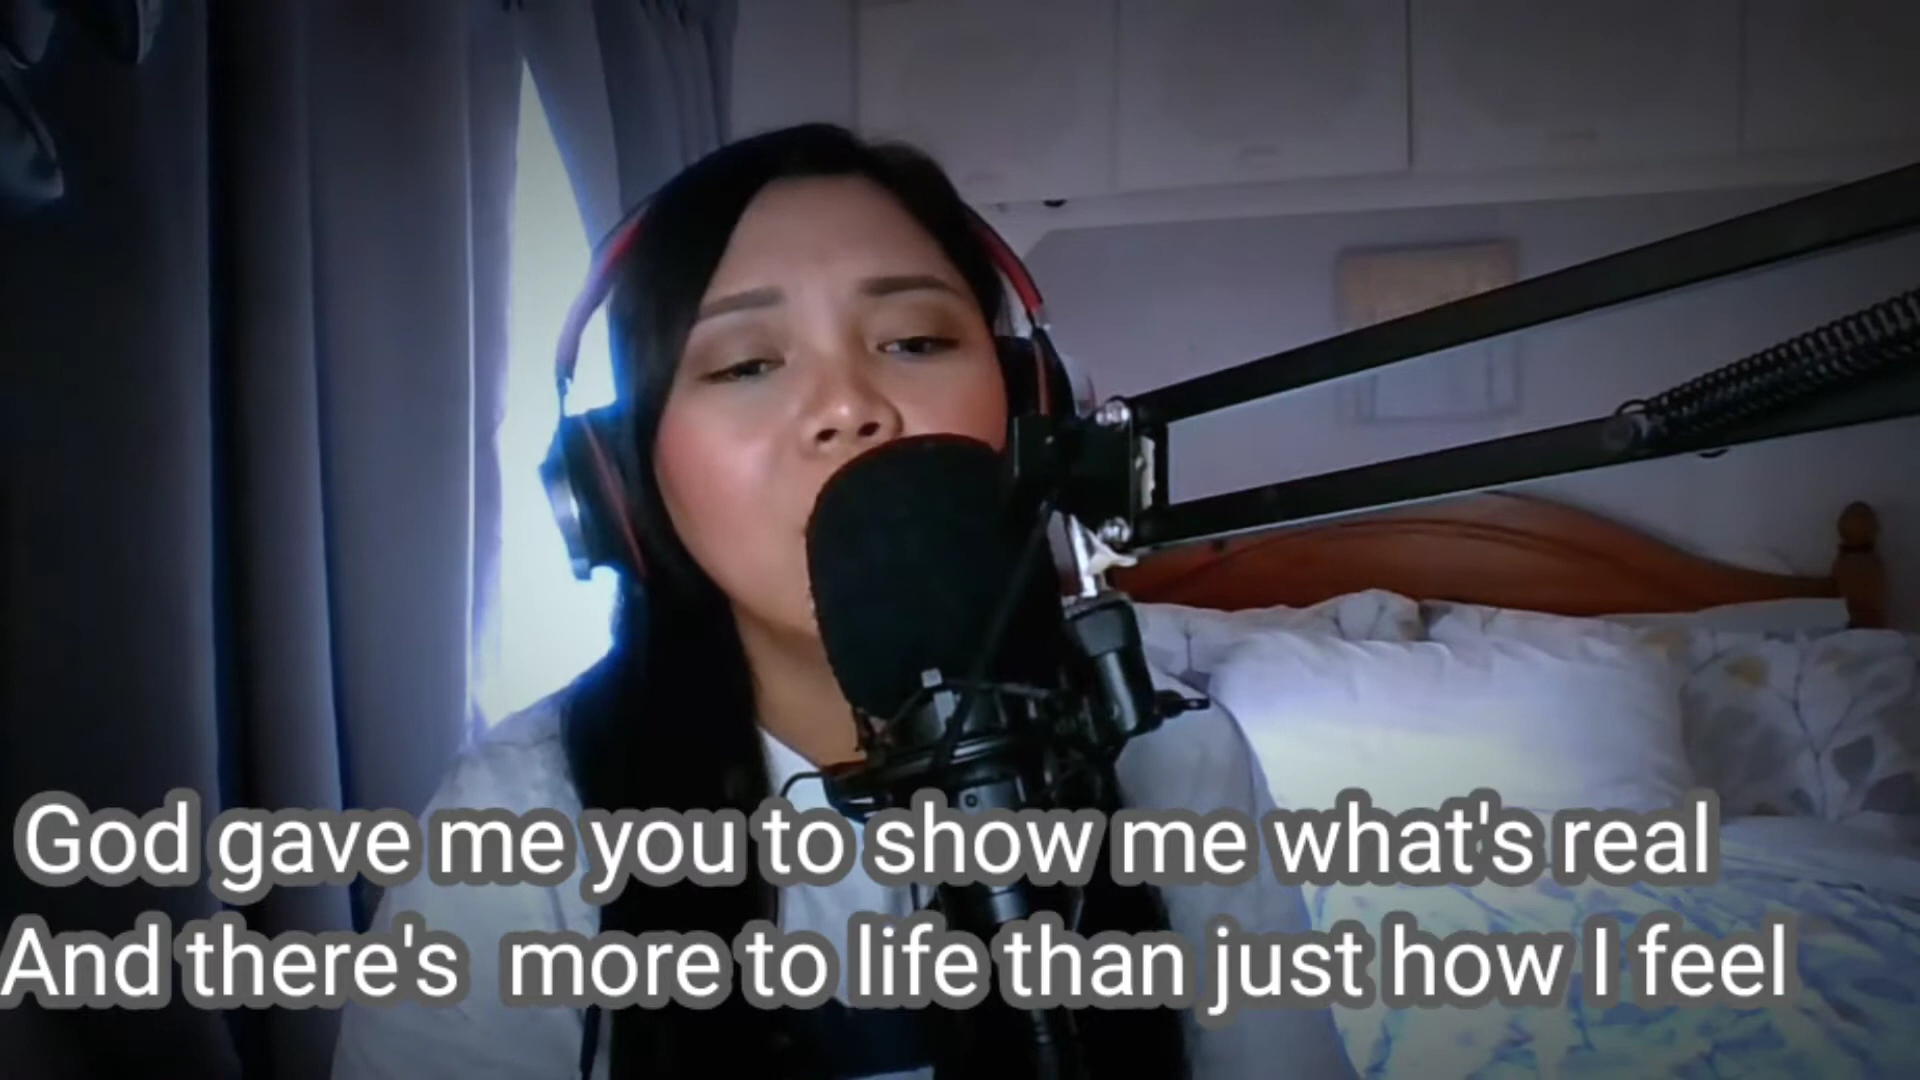 God gave me you to show me what's real
And there's more to life than just how I feel